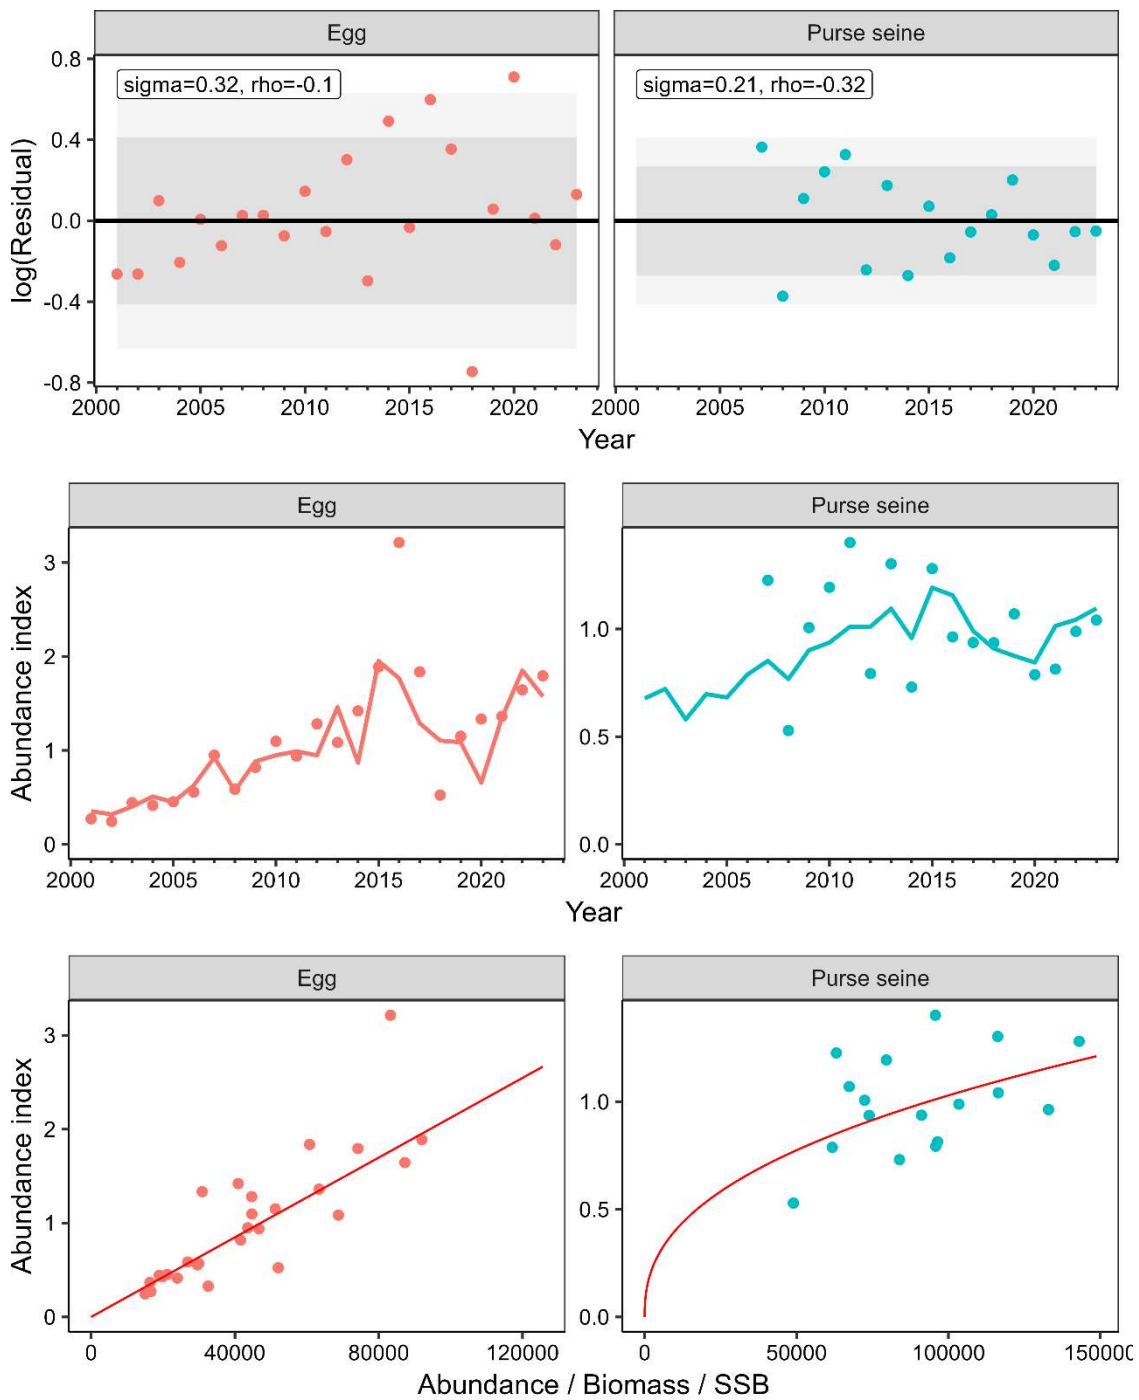 Egg Purse seine
sigma=0.32, rho=-0.1 sigma=0.21, rho=-0.32
log(Residual)
0.8
0.4
0.0
-0.4
-0.8
2000 2005 2010 2015 2020 2000 2005 2010 2015 2020
Year
Egg Purse seine
Abundance index
3
2
1
0
1.0
0.5
0.0
2000 2005 2010 2015 2020 2000 2005 2010 2015 2020
Year
Egg Purse seine
Abundance index
3
2
1
0
1.0
0.5
0.0
0 40000 80000 120000 0 50000 100000 150000
Abundance / Biomass / SSB